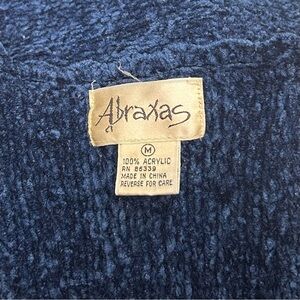 Abraxas
M
100% ACRYLIC
RN 86339
MADE IN CHINA
REVERSE FOR CARE